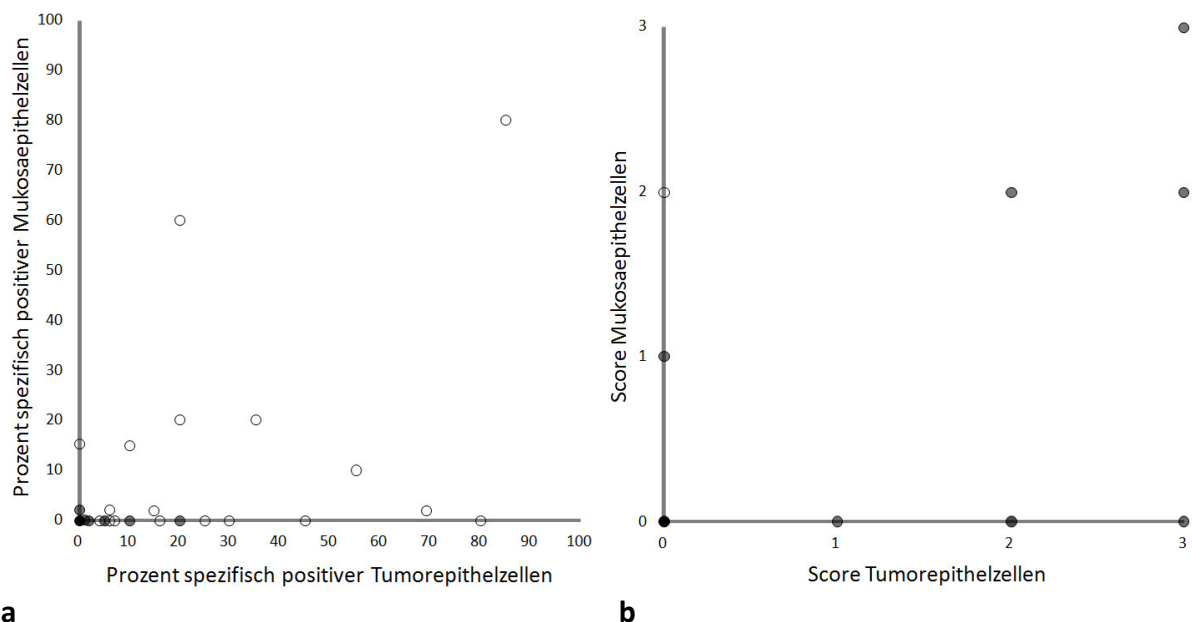 100
90
80
70
60
50
40
30
20
10
0
Prozent spezifisch positiver Mukosaepithelzellen
0 10 20 30 40 50 60 70 80 90 100
Prozent spezifisch positiver Tumorepithelzellen
a
3
2
1
0
Score Mukosaepithelzellen
0 1 2 3
Score Tumorepithelzellen
b